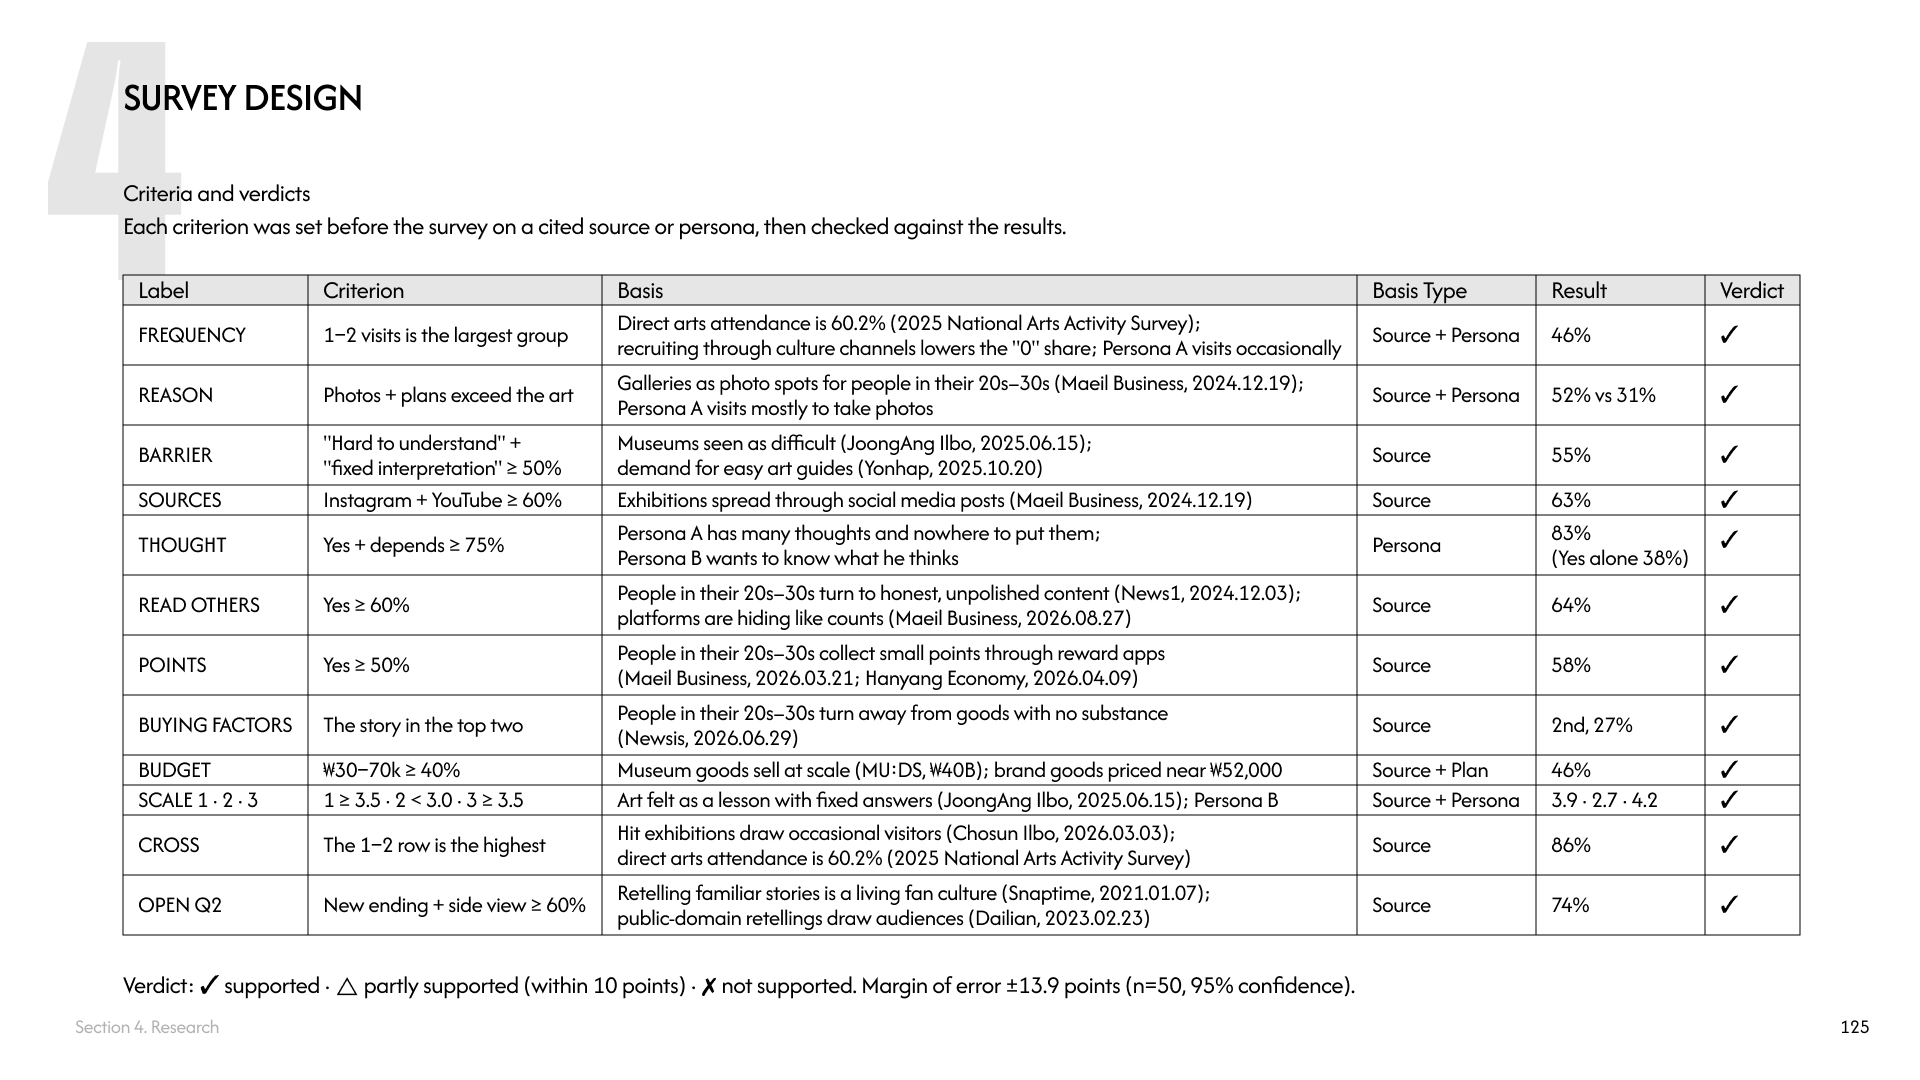 4
SURVEY DESIGN
Criteria and verdicts
Each criterion was set before the survey on a cited source or persona, then checked against the results.
Label Criterion Basis Basis Type Result Verdict
FREQUENCY 1–2 visits is the largest group Direct arts attendance is 60.2% (2025 National Arts Activity Survey);
recruiting through culture channels lowers the "0" share; Persona A visits occasionally Source + Persona 46% ✓
REASON Photos + plans exceed the art Galleries as photo spots for people in their 20s–30s (Maeil Business, 2024.12.19);
Persona A visits mostly to take photos Source + Persona 52% vs 31% ✓
BARRIER "Hard to understand" +
"fixed interpretation" ≥ 50% Museums seen as difficult (JoongAng Ilbo, 2025.06.15);
demand for easy art guides (Yonhap, 2025.10.20) Source 55% ✓
SOURCES Instagram + YouTube ≥ 60% Exhibitions spread through social media posts (Maeil Business, 2024.12.19) Source 63% ✓
THOUGHT Yes + depends ≥ 75% Persona A has many thoughts and nowhere to put them;
Persona B wants to know what he thinks Persona 83%
(Yes alone 38%) ✓
READ OTHERS Yes ≥ 60% People in their 20s–30s turn to honest, unpolished content (News1, 2024.12.03);
platforms are hiding like counts (Maeil Business, 2026.08.27) Source 64% ✓
POINTS Yes ≥ 50% People in their 20s–30s collect small points through reward apps
(Maeil Business, 2026.03.21; Hanyang Economy, 2026.04.09) Source 58% ✓
BUYING FACTORS The story in the top two People in their 20s–30s turn away from goods with no substance
(Newsis, 2026.06.29) Source 2nd, 27% ✓
BUDGET ₩30–70k ≥ 40% Museum goods sell at scale (MU:DS, ₩40B); brand goods priced near ₩52,000 Source + Plan 46% ✓
SCALE 1 · 2 · 3 1 ≥ 3.5 · 2 < 3.0 · 3 ≥ 3.5 Art felt as a lesson with fixed answers (JoongAng Ilbo, 2025.06.15); Persona B Source + Persona 3.9 · 2.7 · 4.2 ✓
CROSS The 1–2 row is the highest Hit exhibitions draw occasional visitors (Chosun Ilbo, 2026.03.03);
direct arts attendance is 60.2% (2025 National Arts Activity Survey) Source 86% ✓
OPEN Q2 New ending + side view ≥ 60% Retelling familiar stories is a living fan culture (Snaptime, 2021.01.07);
public-domain retellings draw audiences (Dailian, 2023.02.23) Source 74% ✓
Verdict: ✓ supported · △ partly supported (within 10 points) · ✗ not supported. Margin of error ±13.9 points (n=50, 95% confidence).
Section 4. Research
125